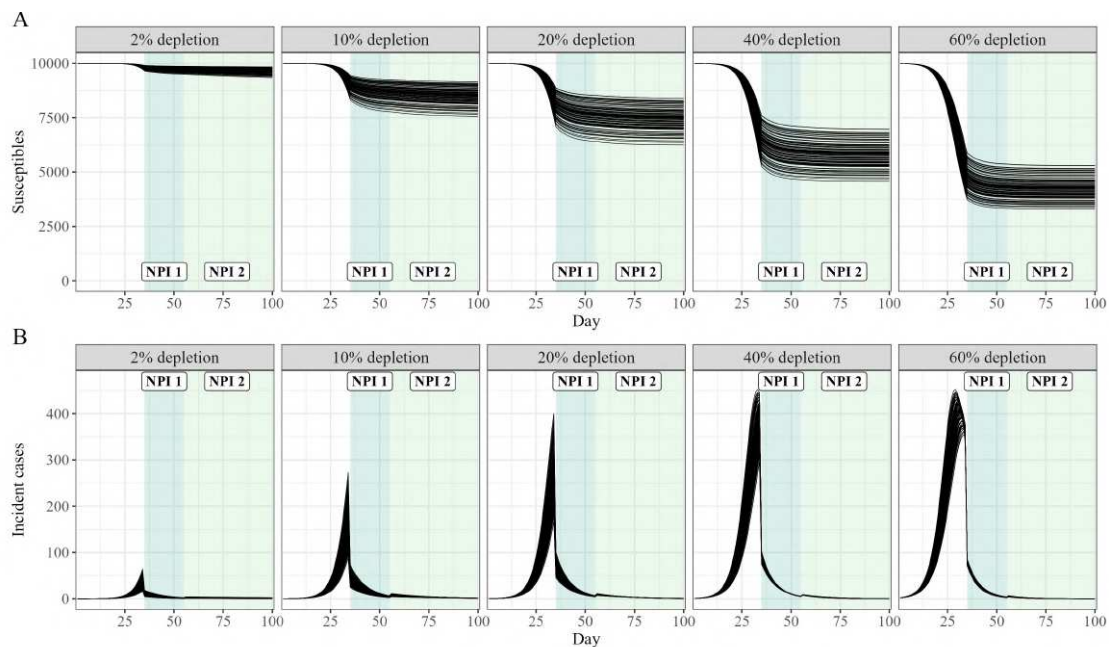 A
2% depletion 10% depletion 20% depletion 40% depletion 60% depletion
Susceptibles
10000
7500
5000
2500
0
NPI 1 NPI 2 NPI 1 NPI 2 NPI 1 NPI 2 NPI 1 NPI 2 NPI 1 NPI 2
25 50 75 100 25 50 75 100 25 50 75 100 25 50 75 100 25 50 75 100
Day
B
2% depletion 10% depletion 20% depletion 40% depletion 60% depletion
NPI 1 NPI 2 NPI 1 NPI 2 NPI 1 NPI 2 NPI 1 NPI 2 NPI 1 NPI 2
Incident cases
400
300
200
100
0
25 50 75 100 25 50 75 100 25 50 75 100 25 50 75 100 25 50 75 100
Day